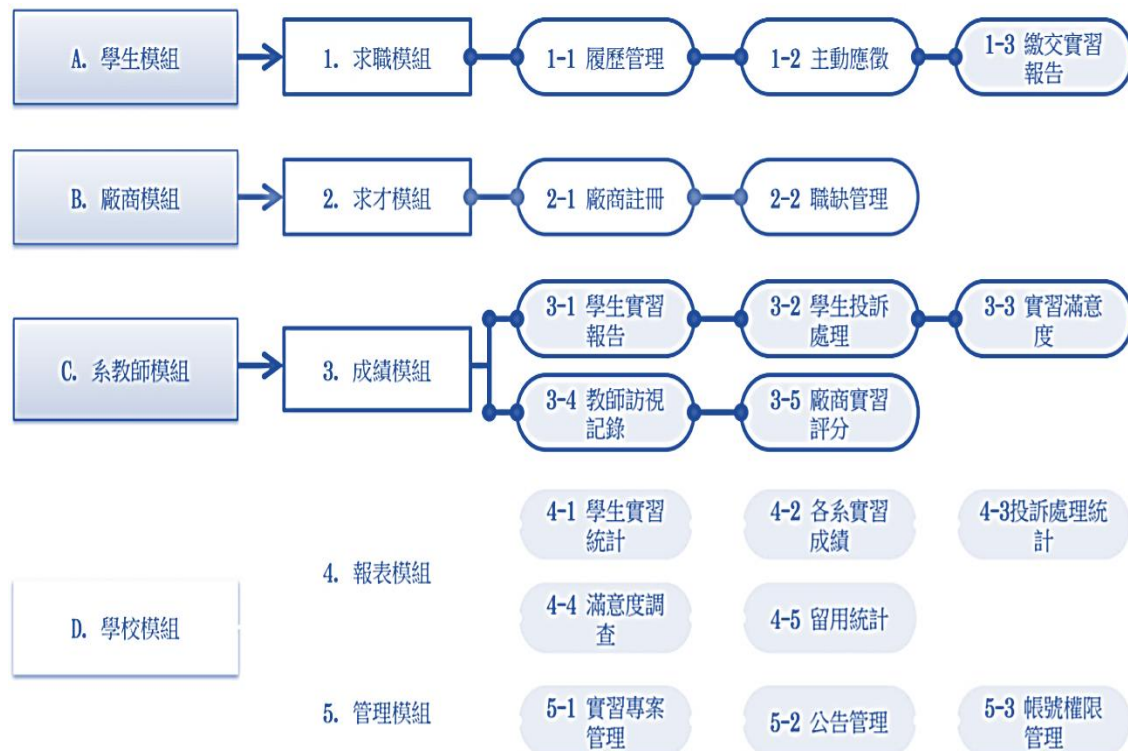 A. 學生模組
1. 求職模組
1-1 履歷管理
1-2 主動應徵
1-3 繳交實習
報告
B. 廠商模組
2. 求才模組
2-1 廠商註冊
2-2 職缺管理
C. 系教師模組
3. 成績模組
3-1 學生實習
報告
3-2 學生投訴
處理
3-3 實習滿意
度
3-4 教師訪視
記錄
3-5 廠商實習
評分
D. 學校模組
4. 報表模組
4-1 學生實習
統計
4-2 各系實習
成績
4-3投訴處理統
計
4-4 滿意度調
查
4-5 留用統計
5. 管理模組
5-1 實習專案
管理
5-2 公告管理
5-3 帳號權限
管理